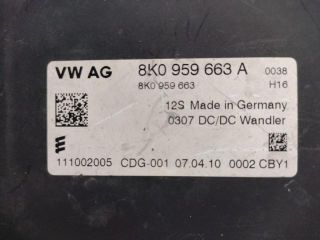 VW AG 8K0 959 663 A 0038
8K0 959 663 H16
12S Made in Germany
0307 DC/DC Wandler
111002005 CDG-001 07.04.10 0002 CBY1